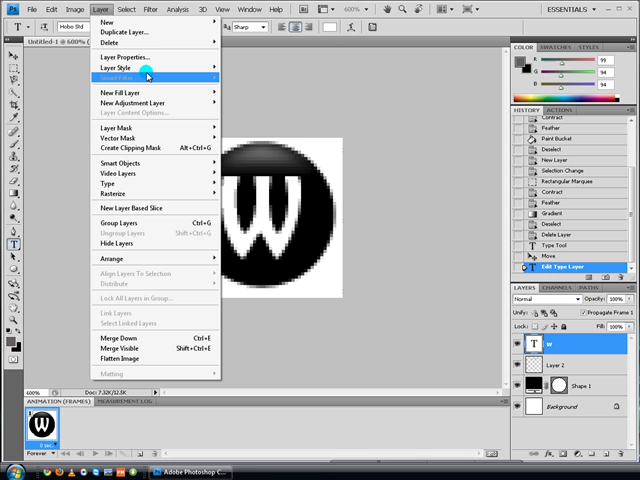 Ps File Edit Image Layer Select Filter Analysis 3D View Window Help
ESSENTIALS
T Hobo Std Sharp
Untitled-1 @ 600%
New
Duplicate Layer...
Delete
Layer Properties...
Layer Style
Smart Filter
New Fill Layer
New Adjustment Layer
Layer Content Options...
Layer Mask
Vector Mask
Create Clipping Mask Alt+Ctrl+G
Smart Objects
Video Layers
Type
Rasterize
New Layer Based Slice
Group Layers Ctrl+G
Ungroup Layers Shift+Ctrl+G
Hide Layers
Arrange
Align Layers To Selection
Distribute
Lock All Layers in Group...
Link Layers
Select Linked Layers
Merge Down Ctrl+E
Merge Visible Shift+Ctrl+E
Flatten Image
Matting
W
COLOR SWATCHES STYLES
R 99
G 94
B 94
HISTORY ACTIONS
Contract
Feather
Paint Bucket
Deselect
New Layer
Selection Change
Rectangular Marquee
Contract
Feather
Gradient
Deselect
Delete Layer
Type Tool
Move
Edit Type Layer
LAYERS CHANNELS PATHS
Normal Opacity: 100%
Unify: Propagate Frame 1
Lock: Fill: 100%
T w
Layer 2
Shape 1
Background
600% Doc: 7.32K/12.5K
ANIMATION (FRAMES) MEASUREMENT LOG
1
W
0 sec.
Forever
Adobe Photoshop C...